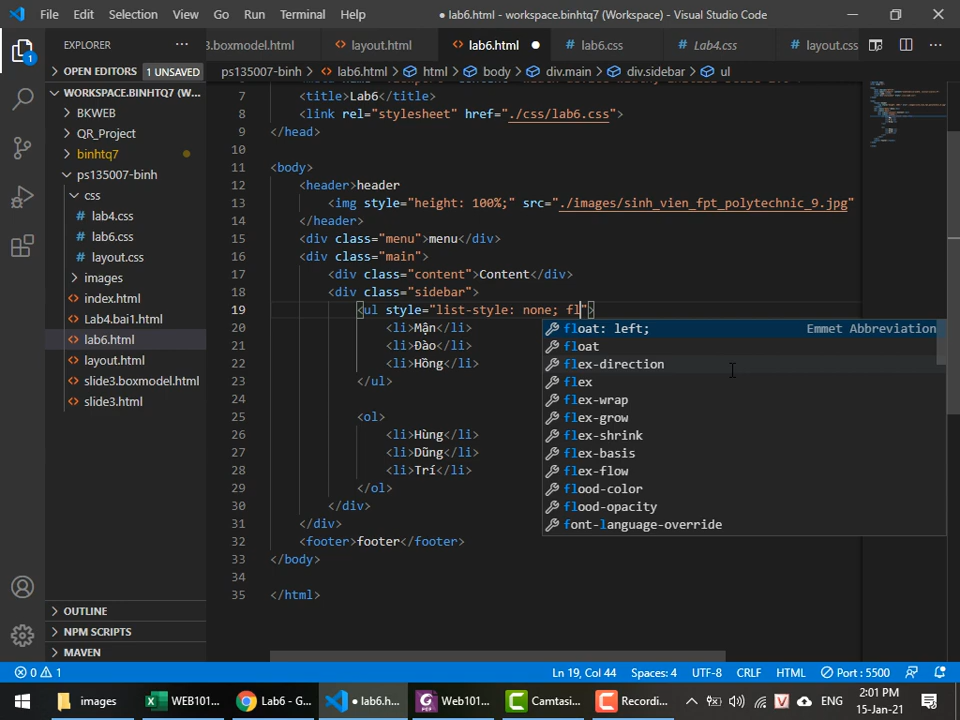 File Edit Selection View Go Run Terminal Help
● lab6.html - workspace.binhtq7 (Workspace) - Visual Studio Code
EXPLORER
3.boxmodel.html layout.html lab6.html lab6.css Lab4.css layout.css
OPEN EDITORS 1 UNSAVED
ps135007-binh > lab6.html > html > body > div.main > div.sidebar > ul
WORKSPACE.BINHTQ7 (W...
BKWEB
QR_Project
binhtq7
ps135007-binh
css
lab4.css
lab6.css
layout.css
images
index.html
Lab4.bai1.html
lab6.html
layout.html
slide3.boxmodel.html
slide3.html
OUTLINE
NPM SCRIPTS
MAVEN
7 <title>Lab6</title>
8 <link rel="stylesheet" href="./css/lab6.css">
9 </head>
10
11 <body>
12 <header>header
13 <img style="height: 100%;" src="./images/sinh_vien_fpt_polytechnic_9.jpg"
14 </header>
15 <div class="menu">menu</div>
16 <div class="main">
17 <div class="content">Content</div>
18 <div class="sidebar">
19 <ul style="list-style: none; fl">
20 <li>Mận</li>
21 <li>Đào</li>
22 <li>Hồng</li>
23 </ul>
24
25 <ol>
26 <li>Hùng</li>
27 <li>Dũng</li>
28 <li>Trí</li>
29 </ol>
30 </div>
31 </div>
32 <footer>footer</footer>
33 </body>
34
35 </html>
float: left; Emmet Abbreviation
float
flex-direction
flex
flex-wrap
flex-grow
flex-shrink
flex-basis
flex-flow
flood-color
flood-opacity
font-language-override
0 1 Ln 19, Col 44 Spaces: 4 UTF-8 CRLF HTML Port : 5500
images WEB101... Lab6 - G... ● lab6.h... Web101... Camtasi... Recordi... ENG
2:01 PM
15-Jan-21